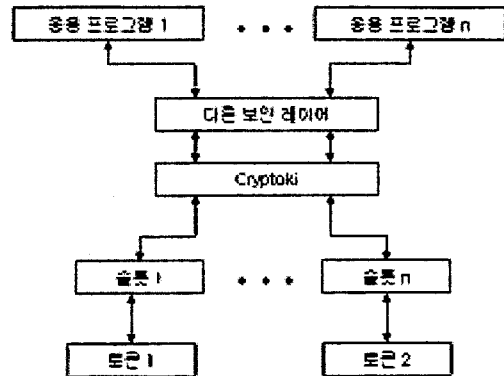 응용 프로그램 1 • • • 응용 프로그램 n
다른 보안 레이어
Cryptoki
슬롯 1 • • • 슬롯 n
토큰 1 토큰 2